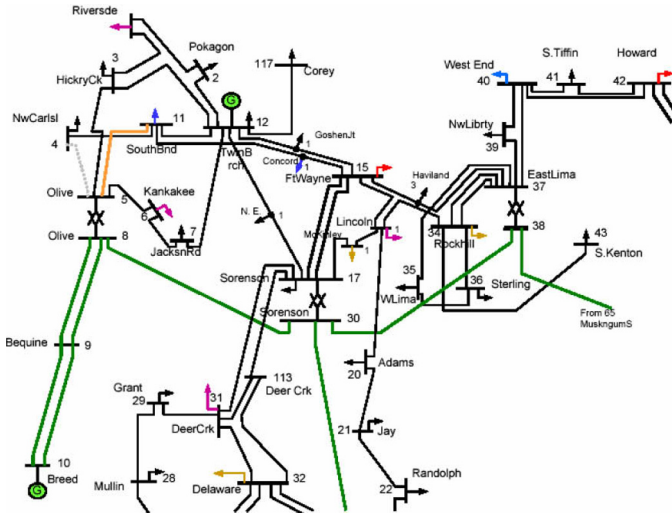 Riversde
3
Pokagon
2
HickryCk
117
Corey
West End
40
S.Tiffin
41
Howard
42
NwCarlsl
4
11
SouthBnd
G
12
TwinB
rch
GoshenJt
1
Concord
1
15
FtWayne
Haviland
3
NwLibrty
39
EastLima
37
Olive
5
Kankakee
6
7
JacksnRd
N. E.
1
Lincoln
1
McKinley
1
34
Rockhill
38
43
S.Kenton
Olive
8
Sorenson
17
35
WLima
36
Sterling
Sorenson
30
From 65
MuskngumS
Bequine
9
Adams
20
Grant
29
31
DeerCrk
113
Deer Crk
21
Jay
10
Breed
G
Mullin
28
Delaware
32
Randolph
22